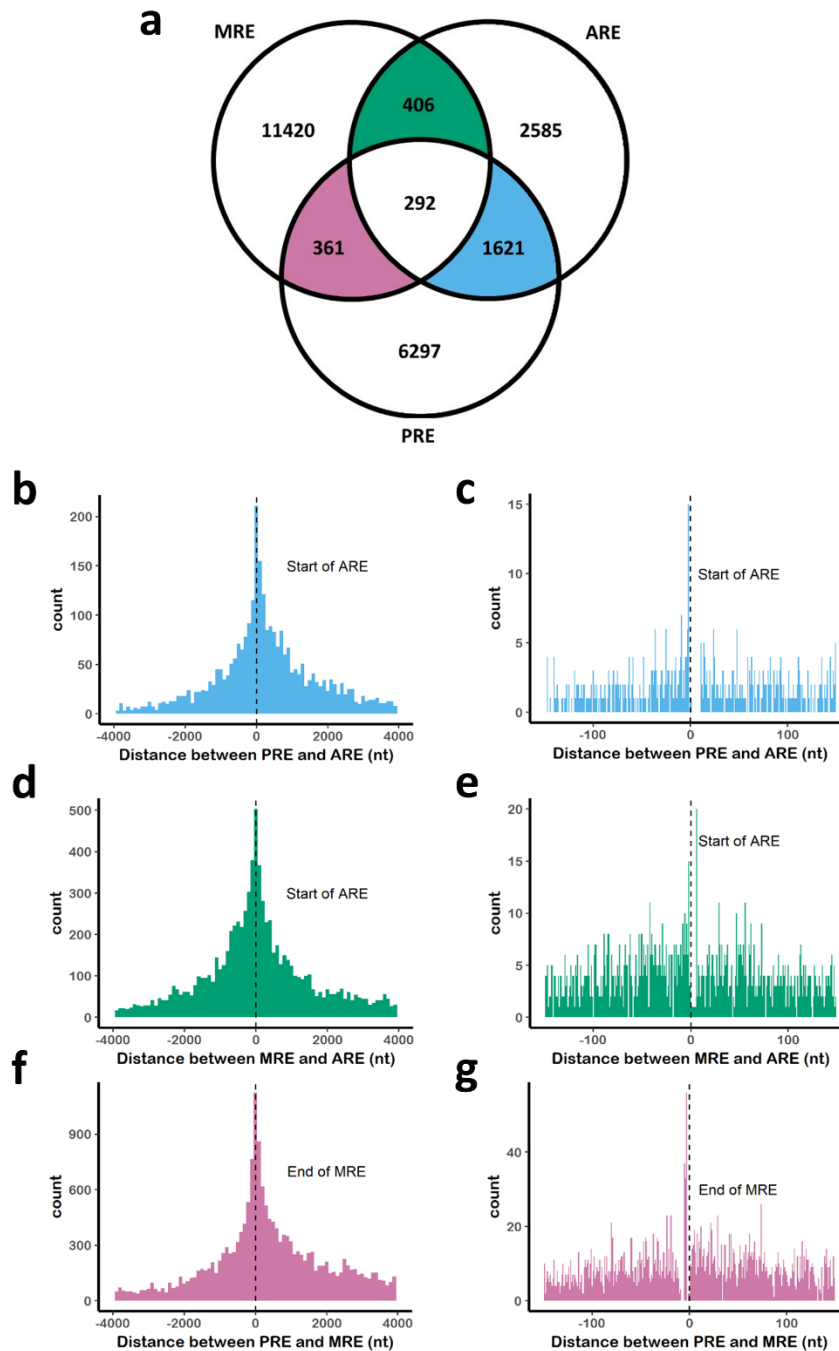 a
MRE
ARE
406
11420
2585
292
361
1621
6297
PRE
b
200
150
100
50
0
count
Start of ARE
-4000
-2000
0
2000
4000
Distance between PRE and ARE (nt)
c
15
10
5
0
count
Start of ARE
-100
0
100
Distance between PRE and ARE (nt)
d
500
400
300
200
100
0
count
Start of ARE
-4000
-2000
0
2000
4000
Distance between MRE and ARE (nt)
e
20
15
10
5
0
count
Start of ARE
-100
0
100
Distance between MRE and ARE (nt)
f
900
600
300
0
count
End of MRE
-4000
-2000
0
2000
4000
Distance between PRE and MRE (nt)
g
40
20
0
count
End of MRE
-100
0
100
Distance between PRE and MRE (nt)